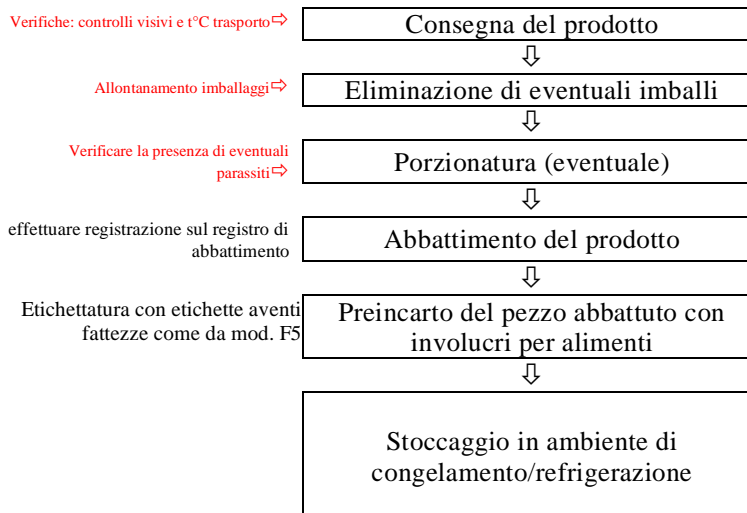 Verifiche: controlli visivi e t°C trasporto⇨
Consegna del prodotto
⇩
Allontanamento imballaggi⇨
Eliminazione di eventuali imballi
⇩
Verificare la presenza di eventuali
parassiti⇨
Porzionatura (eventuale)
⇩
effettuare registrazione sul registro di
abbattimento
Abbattimento del prodotto
⇩
Etichettatura con etichette aventi
fattezze come da mod. F5
Preincarto del pezzo abbattuto con
involucri per alimenti
⇩
Stoccaggio in ambiente di
congelamento/refrigerazione